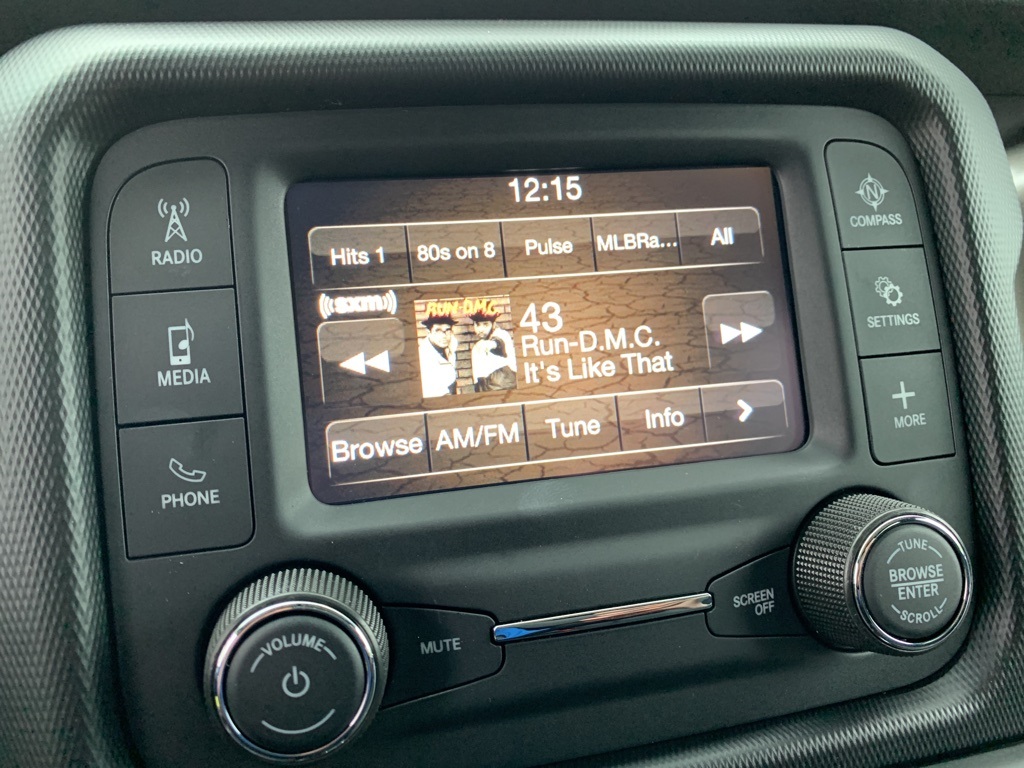 12:15
Hits 1
80s on 8
Pulse
MLBRa...
All
((sxm))
RUN-D.M.C.
43
Run-D.M.C.
It's Like That
Browse
AM/FM
Tune
Info
RADIO
MEDIA
PHONE
N
COMPASS
SETTINGS
+
MORE
VOLUME
MUTE
SCREEN
OFF
TUNE
BROWSE
ENTER
SCROLL